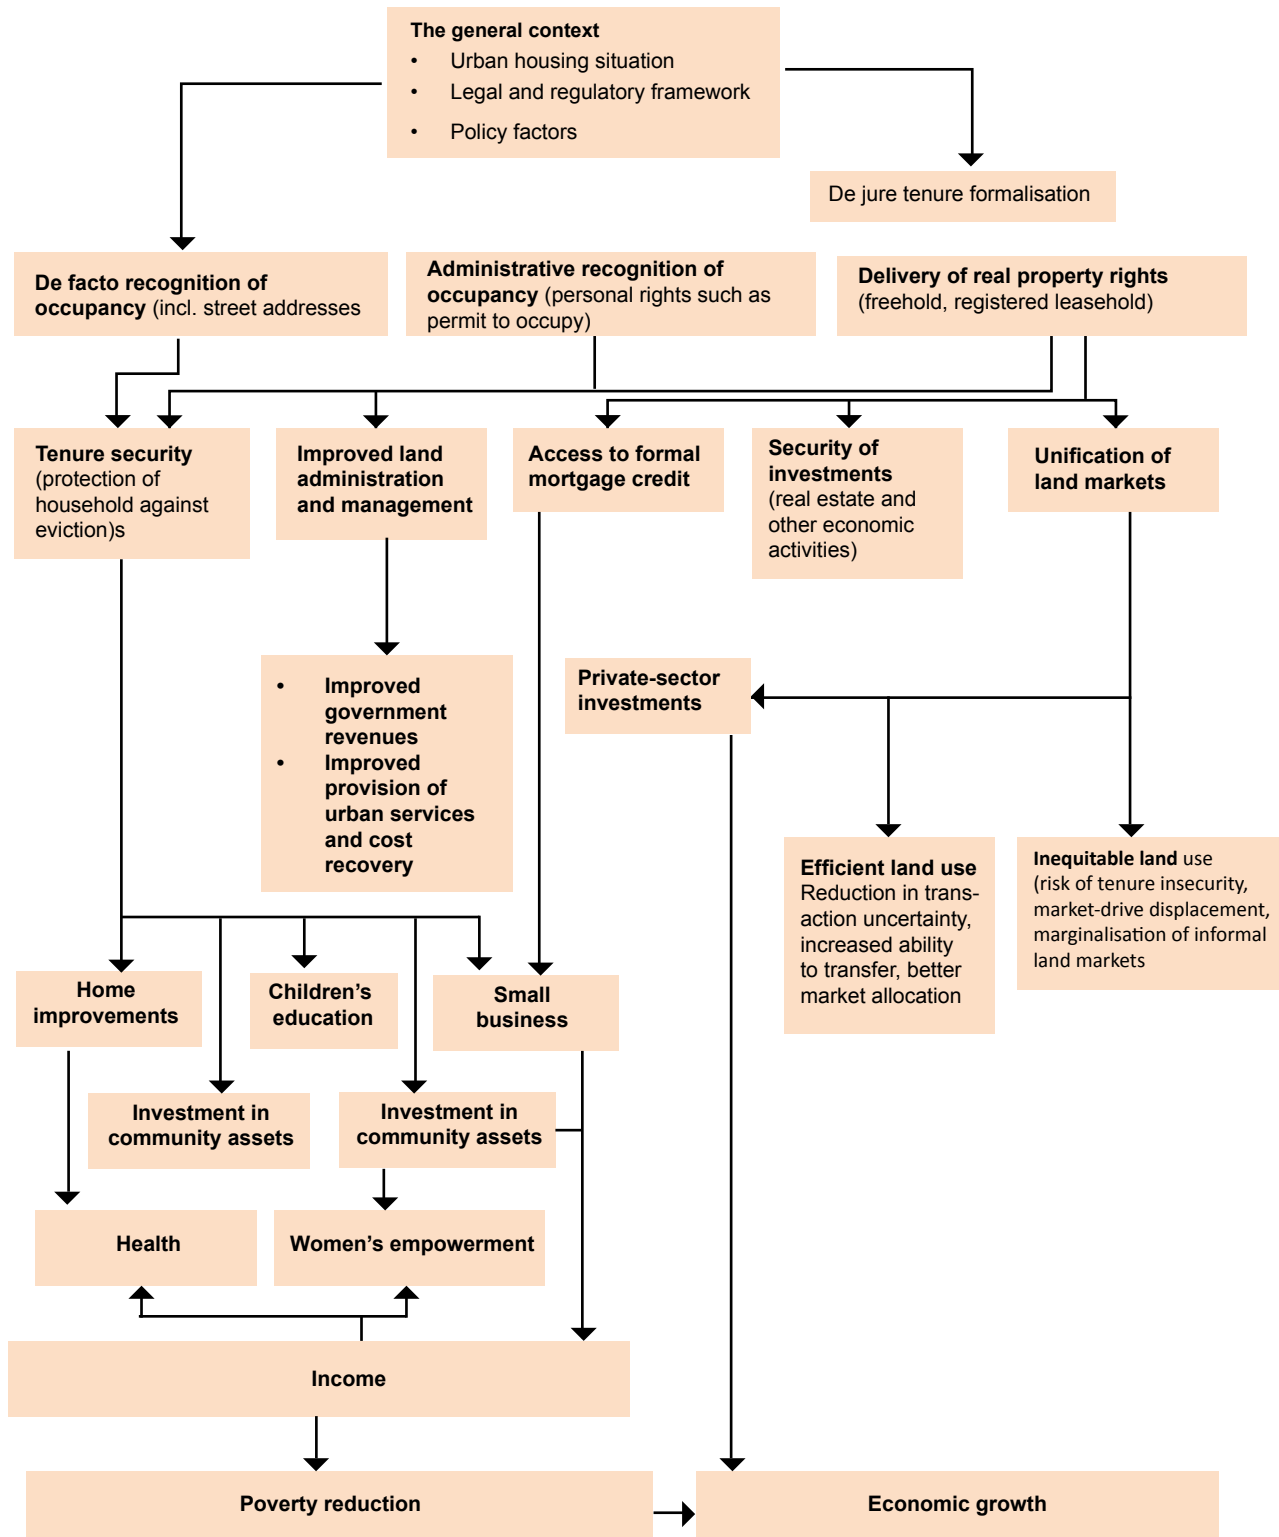 The general context
• Urban housing situation
• Legal and regulatory framework
• Policy factors
De jure tenure formalisation
De facto recognition of
occupancy (incl. street addresses
Administrative recognition of
occupancy (personal rights such as
permit to occupy)
Delivery of real property rights
(freehold, registered leasehold)
Tenure security
(protection of
household against
eviction)s
Improved land
administration
and management
Access to formal
mortgage credit
Security of
investments
(real estate and
other economic
activities)
Unification of
land markets
• Improved
government
revenues
• Improved
provision of
urban services
and cost
recovery
Private-sector
investments
Efficient land use
Reduction in trans-
action uncertainty,
increased ability
to transfer, better
market allocation
Inequitable land use
(risk of tenure insecurity,
market-drive displacement,
marginalisation of informal
land markets
Home
improvements
Children's
education
Small
business
Investment in
community assets
Investment in
community assets
Health
Women's empowerment
Income
Poverty reduction
Economic growth